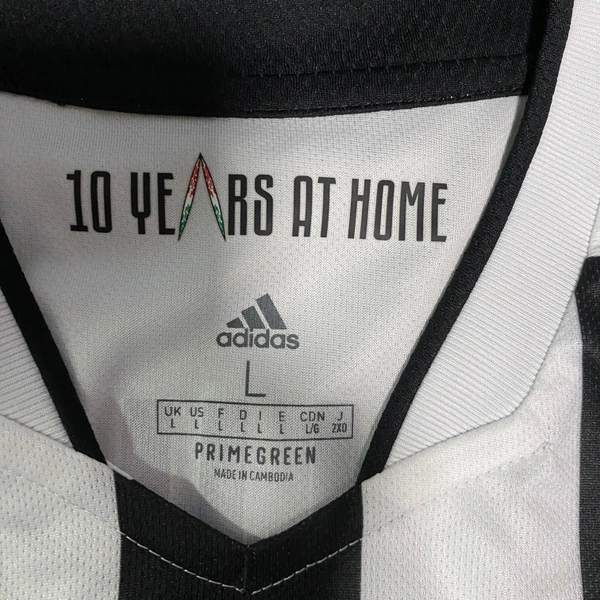 10 YEARS AT HOME
adidas
L
UK US F D I E CDN J
L L L L L L L/G 2XO
PRIMEGREEN
MADE IN CAMBODIA